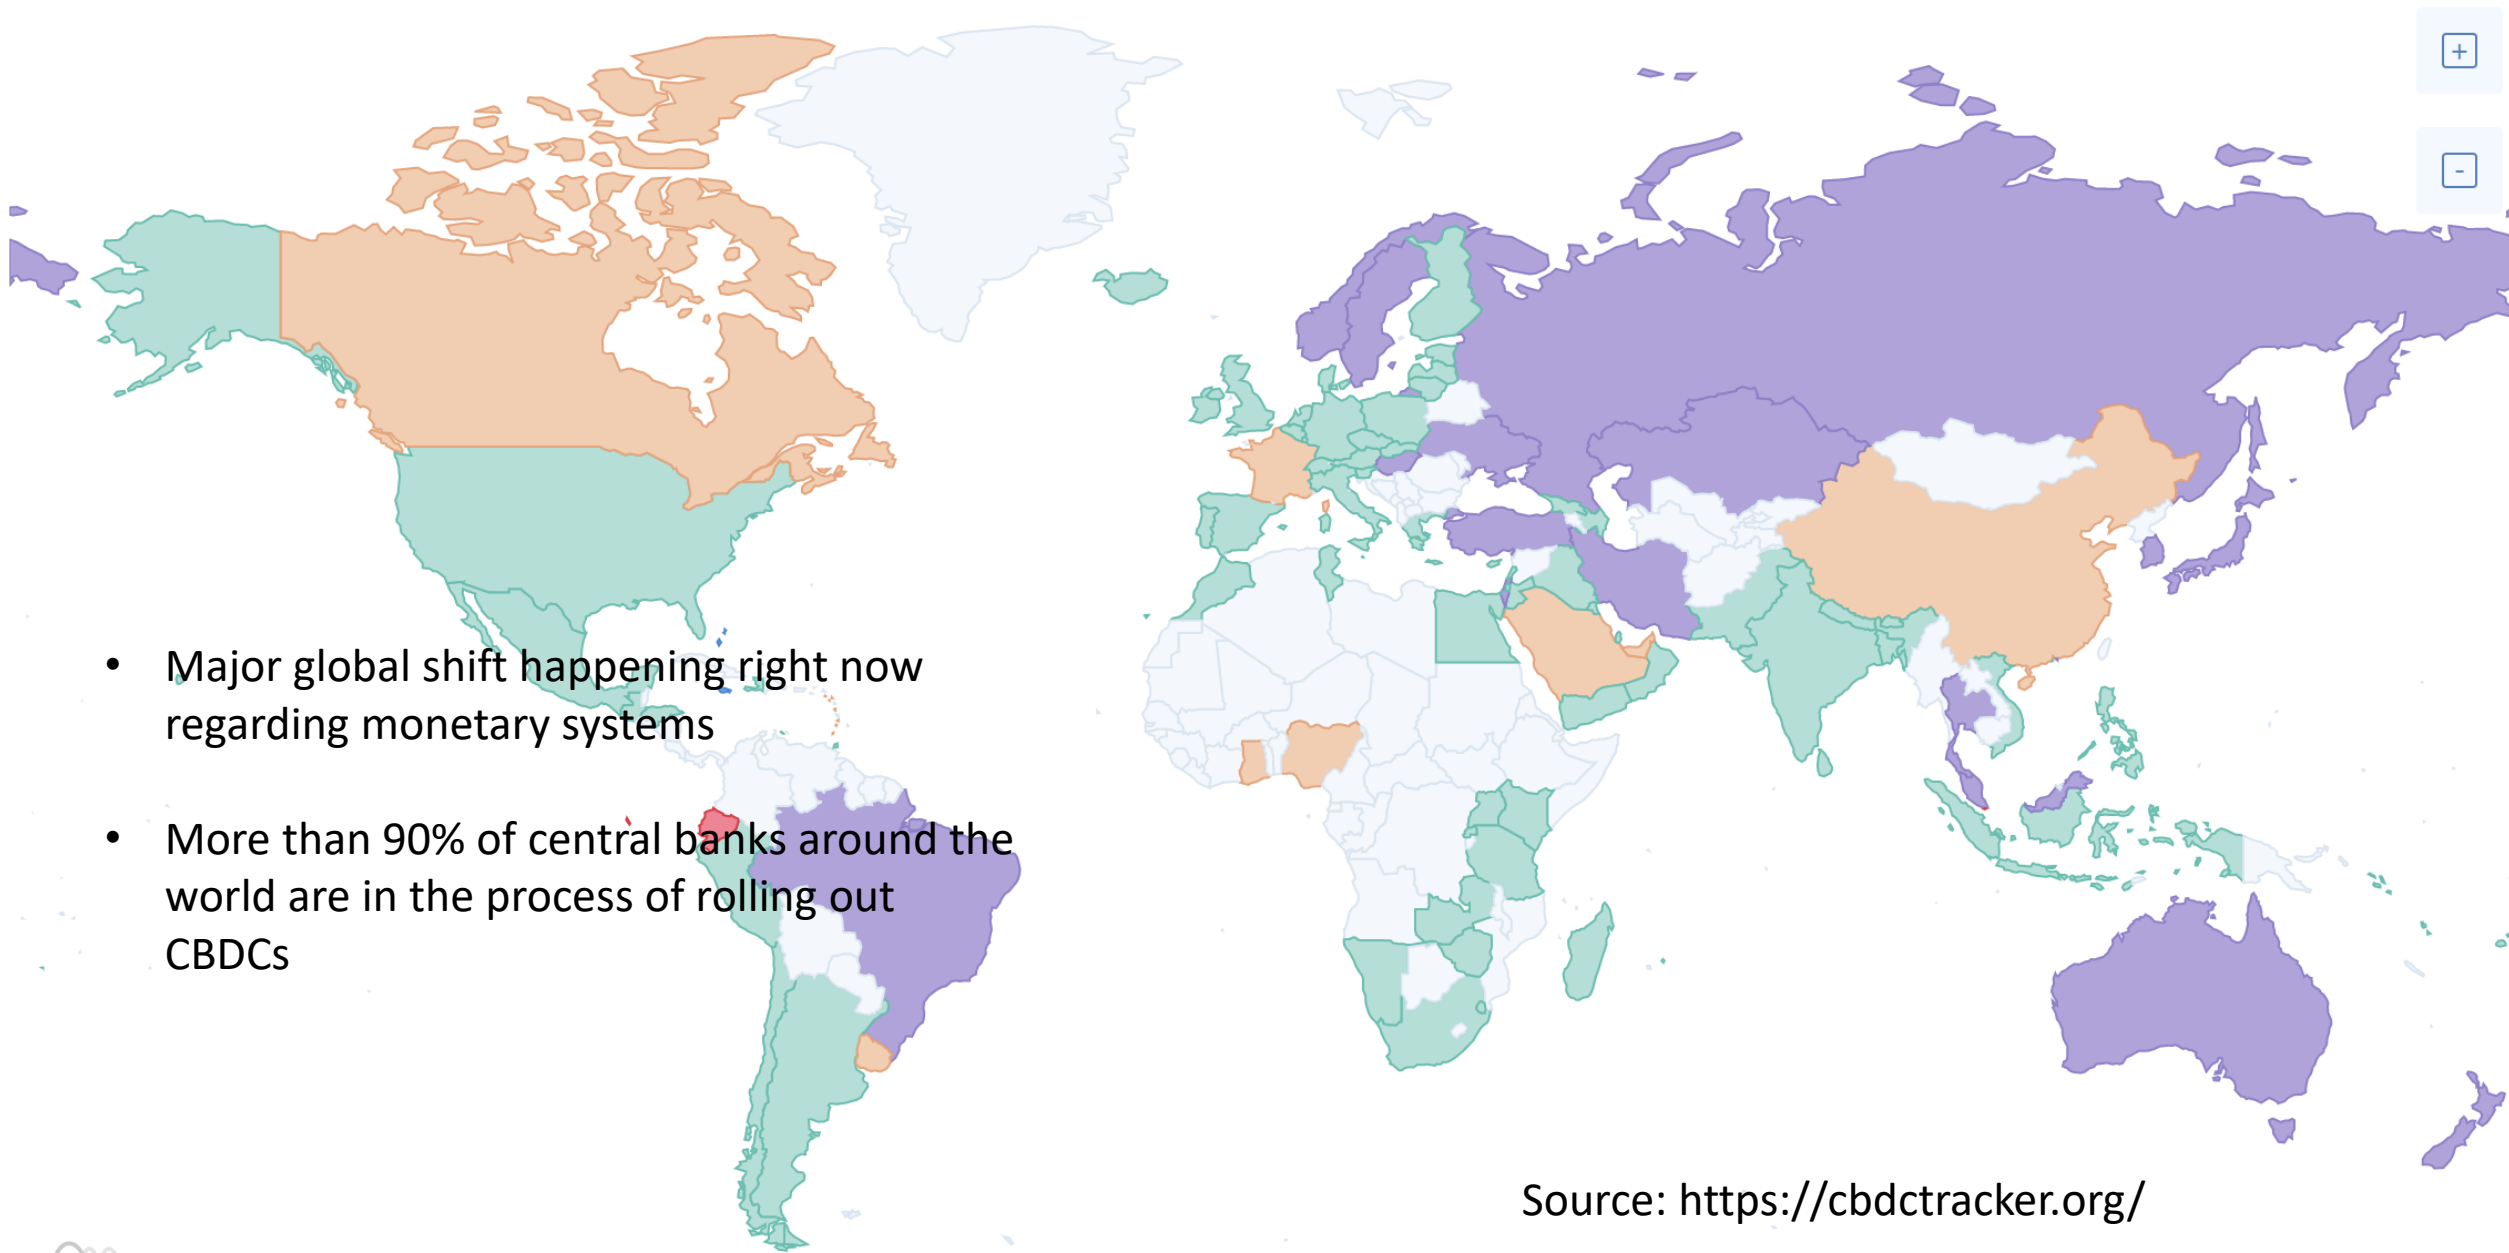 +
-
• Major global shift happening right now
regarding monetary systems
• More than 90% of central banks around the
world are in the process of rolling out
CBDCs
Source: https://cbdctracker.org/